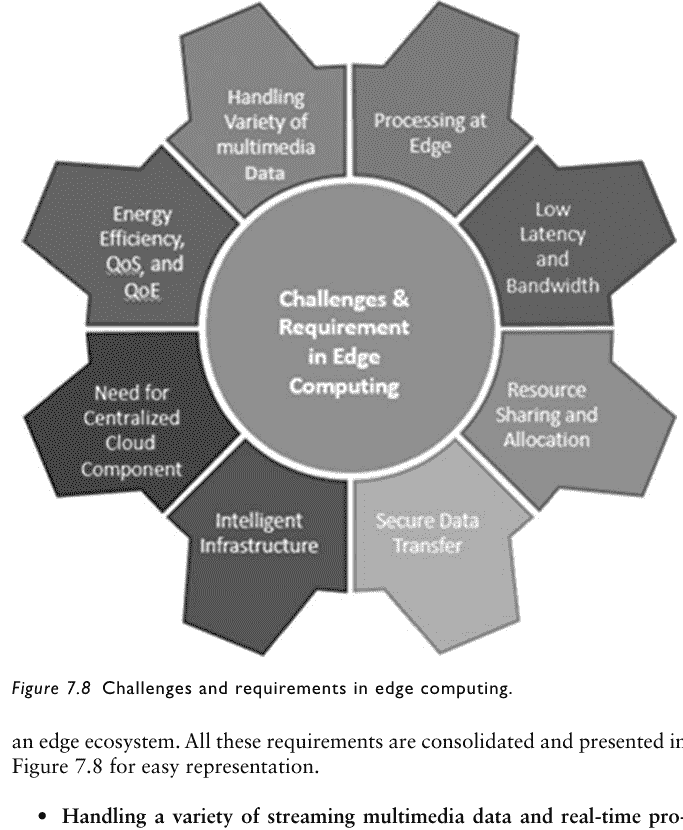 Handling
Variety of
multimedia
Data
Processing at
Edge
Energy
Efficiency,
QoS, and
QoE
Low
Latency
and
Bandwidth
Challenges &
Requirement
in Edge
Computing
Need for
Centralized
Cloud
Component
Resource
Sharing and
Allocation
Intelligent
Infrastructure
Secure Data
Transfer
Figure 7.8 Challenges and requirements in edge computing.
an edge ecosystem. All these requirements are consolidated and presented in
Figure 7.8 for easy representation.
• Handling a variety of streaming multimedia data and real-time pro-